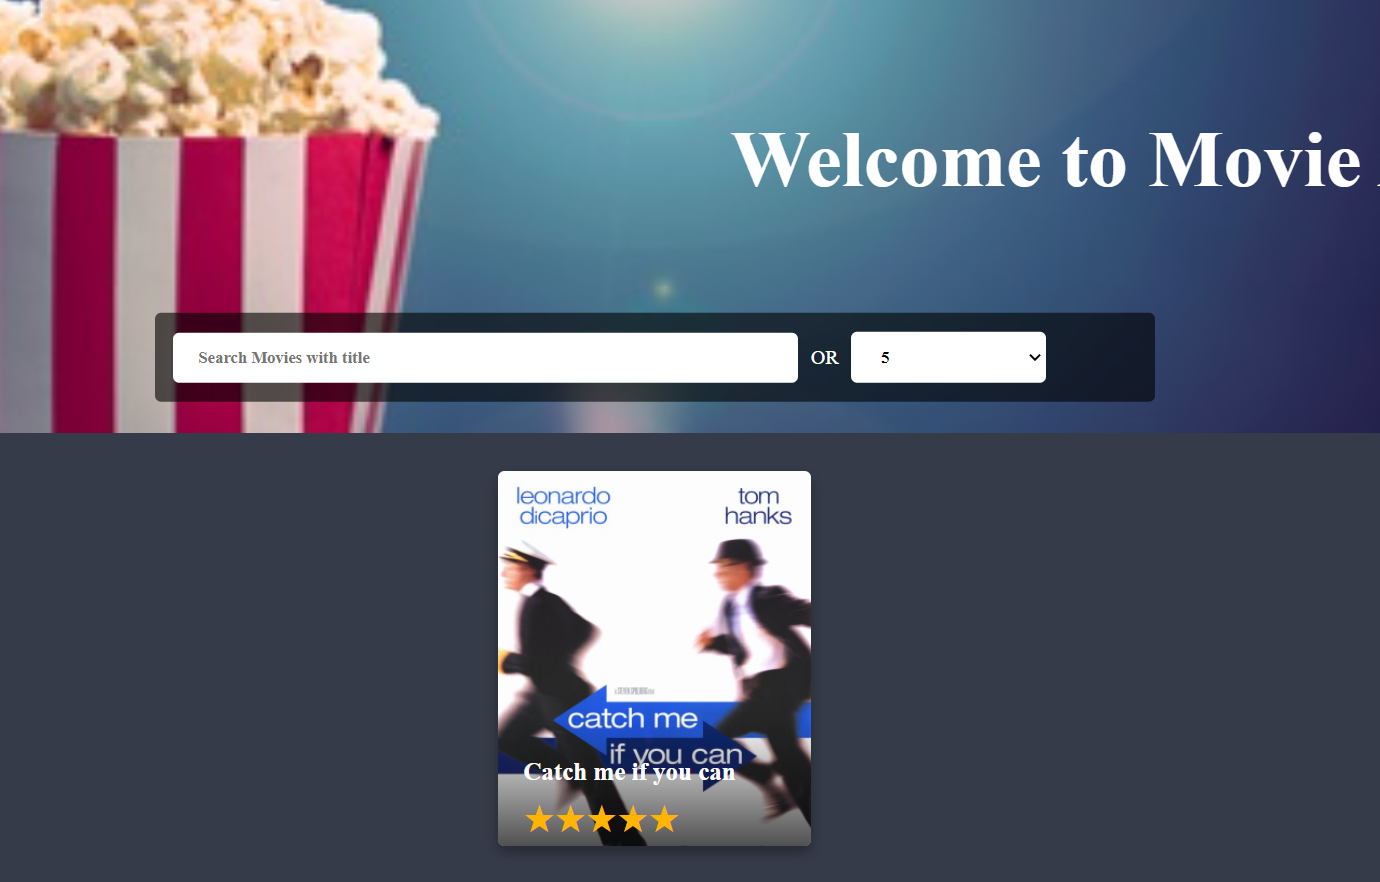 Welcome to Movie
Search Movies with title
OR
5
leonardo
dicaprio
tom
hanks
catch me
if you can
Catch me if you can